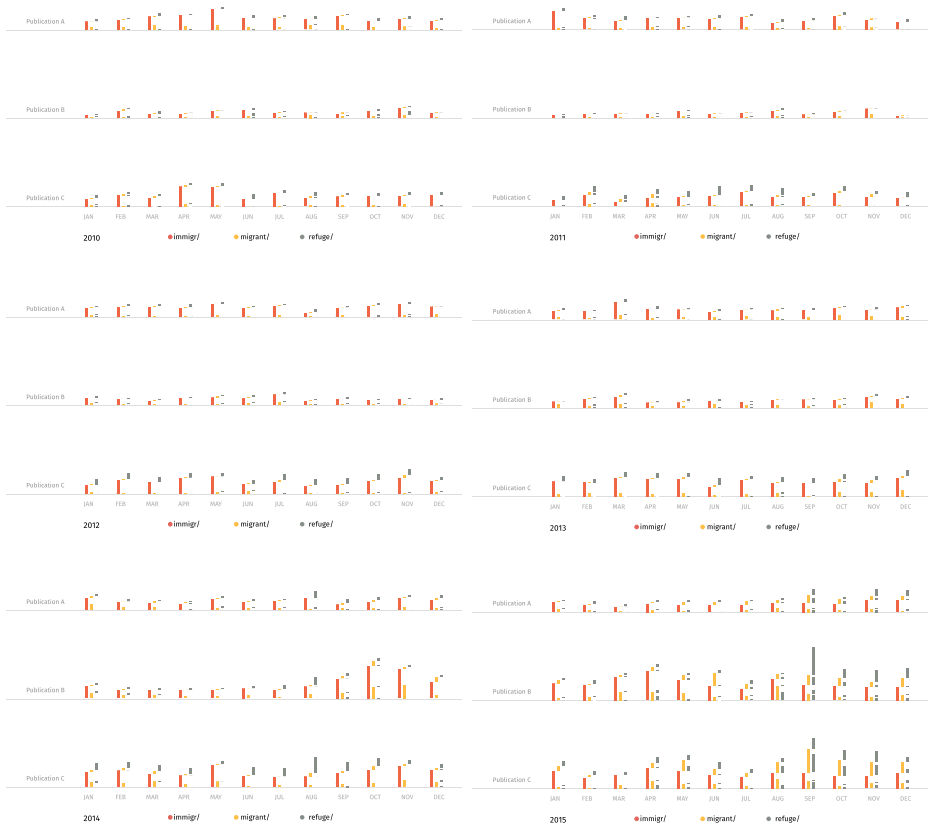 Publication A
Publication B
Publication C
JAN FEB MAR APR MAY JUN JUL AUG SEP OCT NOV DEC
2010 immigr/ migrant/ refuge/
Publication A
Publication B
Publication C
JAN FEB MAR APR MAY JUN JUL AUG SEP OCT NOV DEC
2011 immigr/ migrant/ refuge/
Publication A
Publication B
Publication C
JAN FEB MAR APR MAY JUN JUL AUG SEP OCT NOV DEC
2012 immigr/ migrant/ refuge/
Publication A
Publication B
Publication C
JAN FEB MAR APR MAY JUN JUL AUG SEP OCT NOV DEC
2013 immigr/ migrant/ refuge/
Publication A
Publication B
Publication C
JAN FEB MAR APR MAY JUN JUL AUG SEP OCT NOV DEC
2014 immigr/ migrant/ refuge/
Publication A
Publication B
Publication C
JAN FEB MAR APR MAY JUN JUL AUG SEP OCT NOV DEC
2015 immigr/ migrant/ refuge/